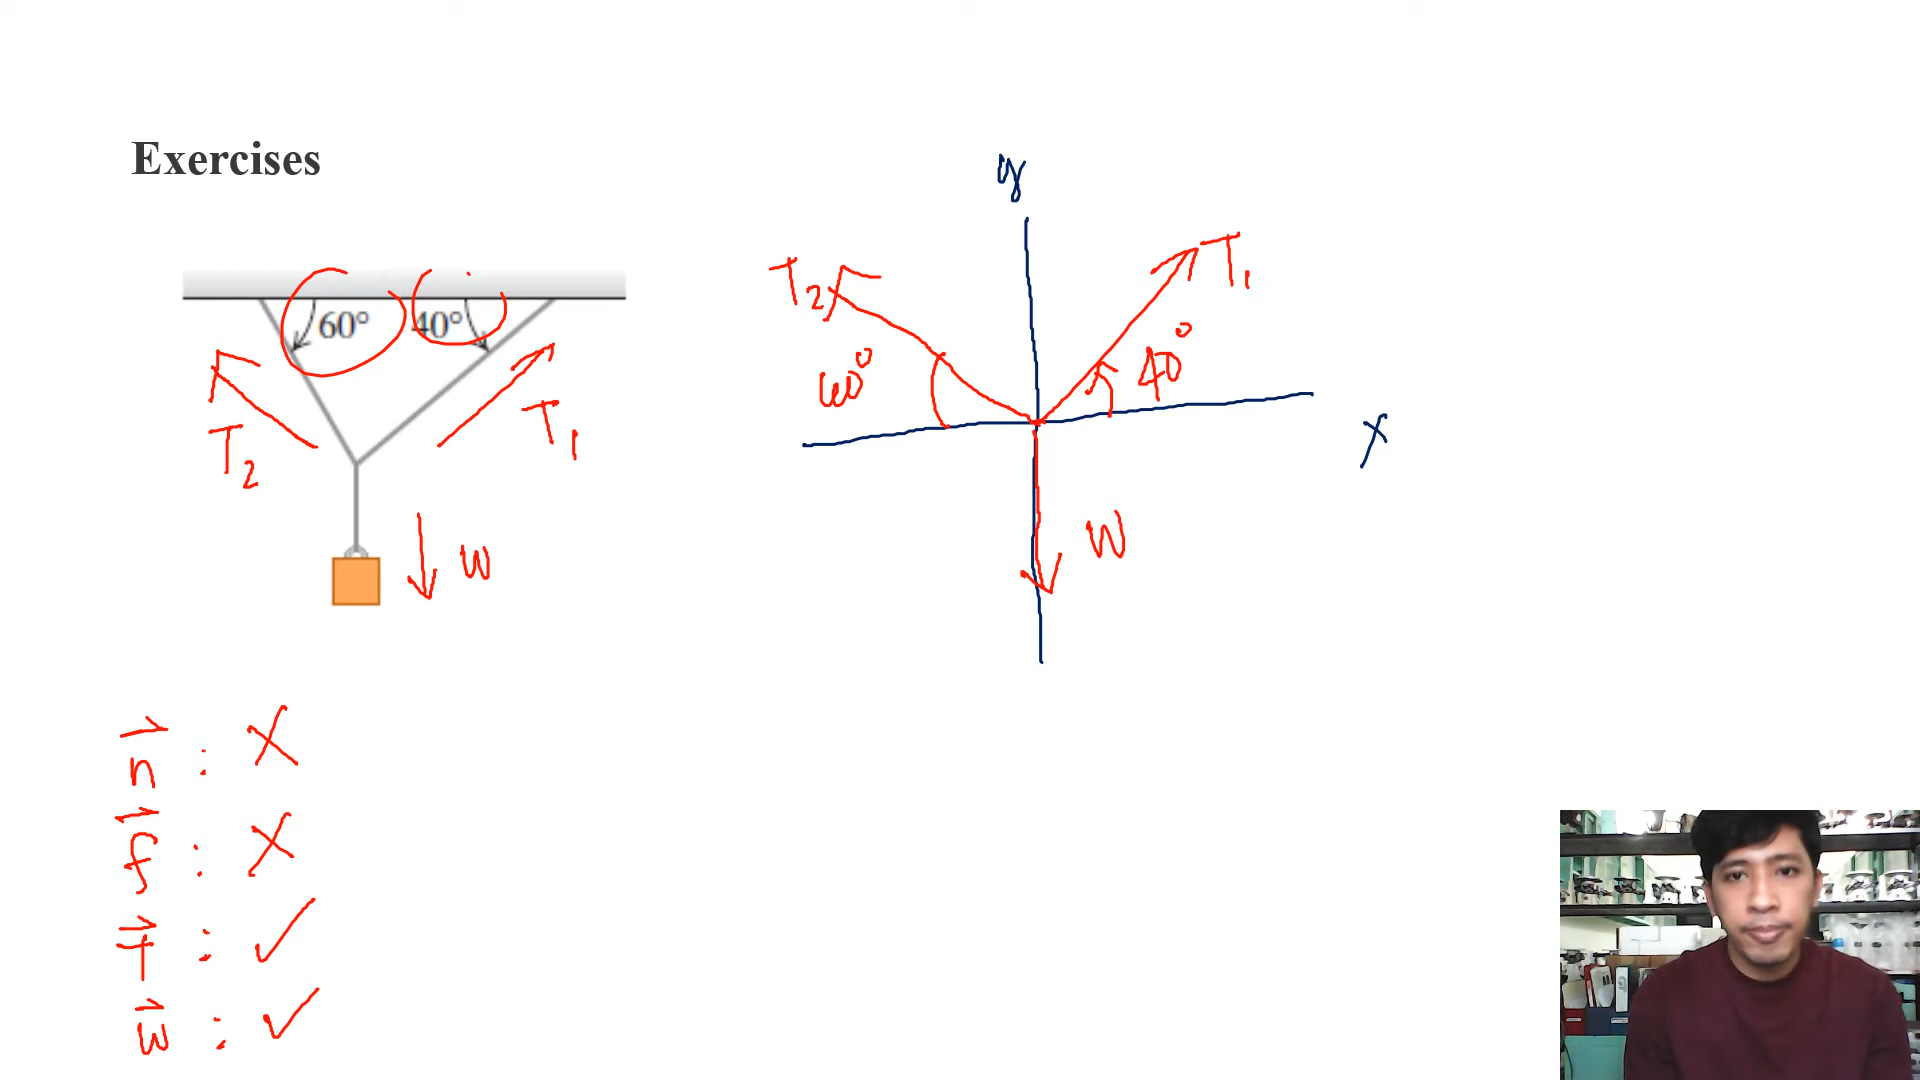 Exercises
60° 40°
T2
T1
W
y
T2
T1
60°
40°
x
W
n : X
f : X
T : ✓
w : ✓